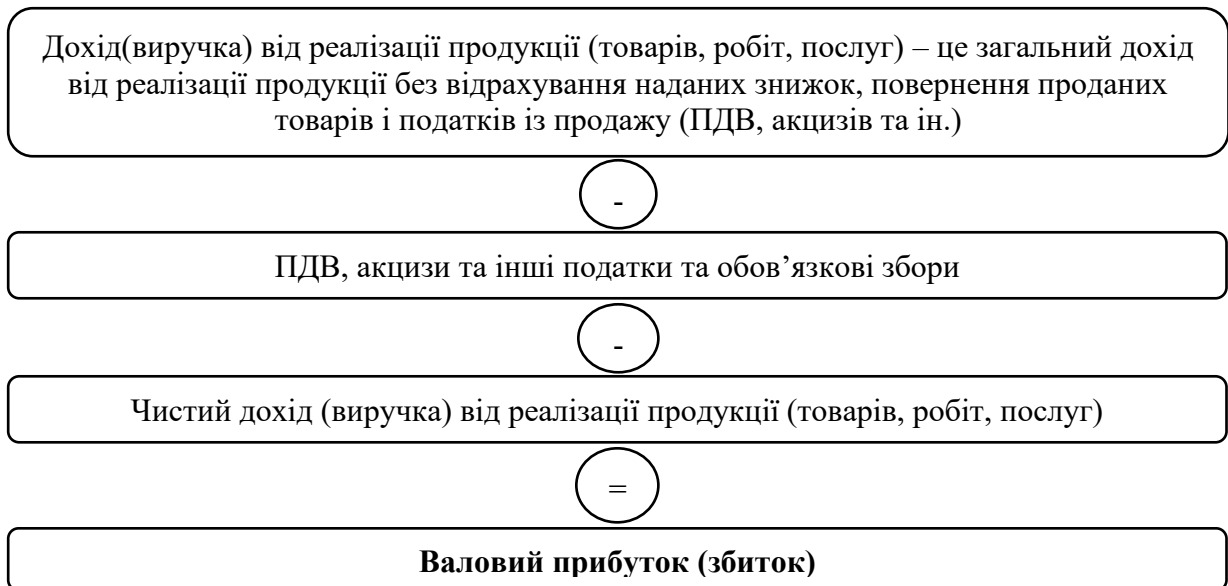 Дохід(виручка) від реалізації продукції (товарів, робіт, послуг) – це загальний дохід
від реалізації продукції без відрахування наданих знижок, повернення проданих
товарів і податків із продажу (ПДВ, акцизів та ін.)
-
ПДВ, акцизи та інші податки та обов’язкові збори
-
Чистий дохід (виручка) від реалізації продукції (товарів, робіт, послуг)
=
Валовий прибуток (збиток)